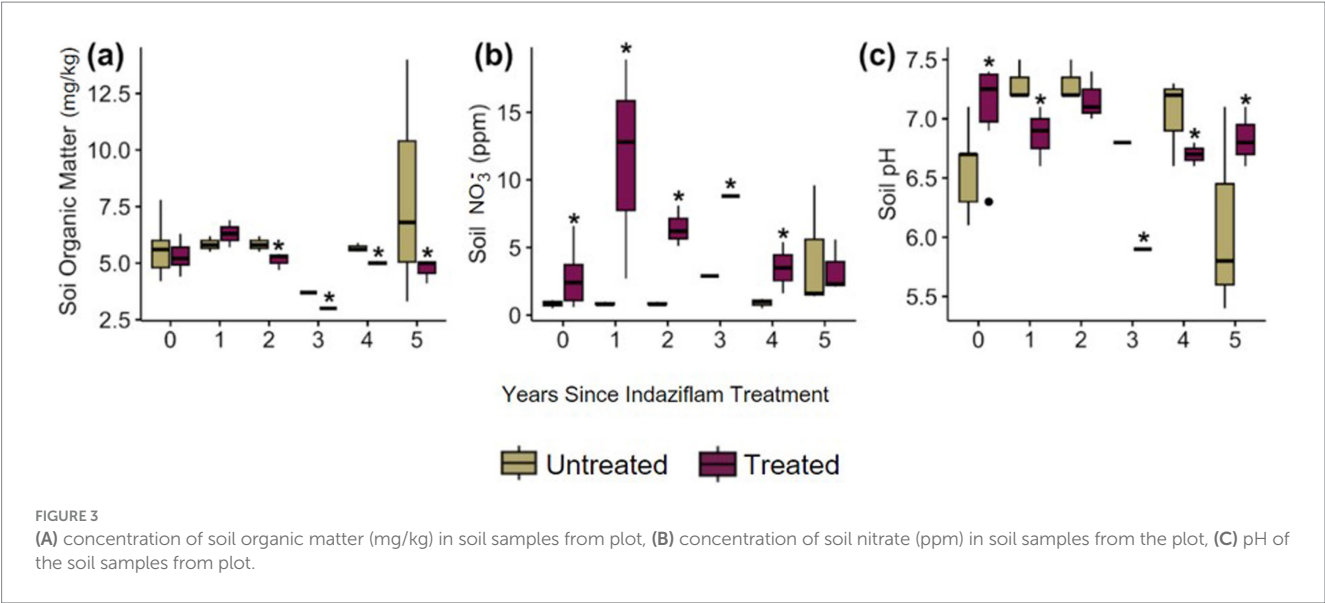 (a)
Soi Organic Matter (mg/kg)
12.5
10.0
7.5
5.0
2.5
* * * *
0 1 2 3 4 5
(b)
Soil NO3- (ppm)
15
10
5
0
* * * * *
0 1 2 3 4 5
(c)
Soil pH
7.5
7.0
6.5
6.0
5.5
* * * * *
0 1 2 3 4 5
Years Since Indaziflam Treatment
Untreated Treated
FIGURE 3
(A) concentration of soil organic matter (mg/kg) in soil samples from plot, (B) concentration of soil nitrate (ppm) in soil samples from the plot, (C) pH of
the soil samples from plot.